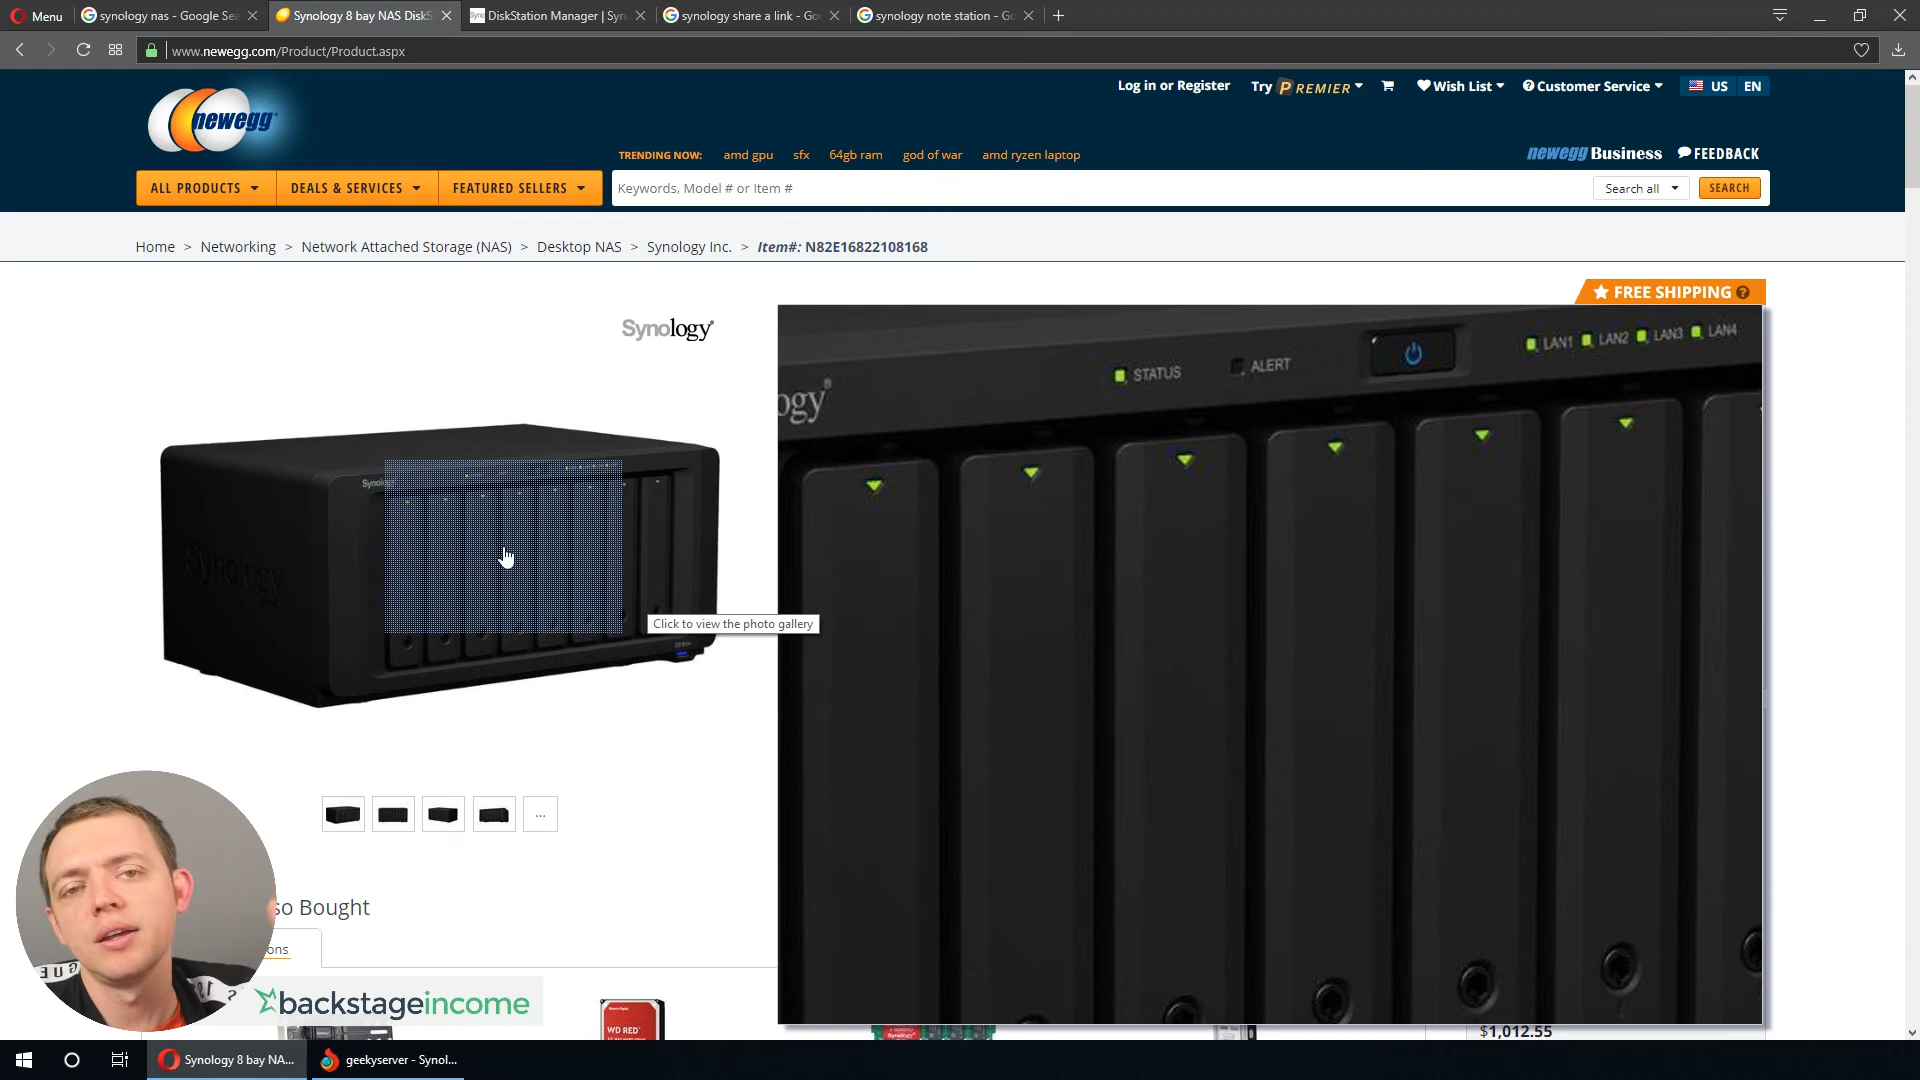 Menu
synology nas - Google Sea
Synology 8 bay NAS DiskS
DiskStation Manager | Syn
synology share a link - Go
synology note station - G
www.newegg.com/Product/Product.aspx
newegg
Log in or Register
Try PREMIER
Wish List
Customer Service
US
EN
TRENDING NOW:
amd gpu
sfx
64gb ram
god of war
amd ryzen laptop
newegg Business
FEEDBACK
ALL PRODUCTS
DEALS & SERVICES
FEATURED SELLERS
Keywords, Model # or Item #
Search all
SEARCH
Home > Networking > Network Attached Storage (NAS) > Desktop NAS > Synology Inc. > Item#: N82E16822108168
FREE SHIPPING
Synology
ogy
STATUS
ALERT
LAN1
LAN2
LAN3
LAN4
Synology
Synology
Click to view the photo gallery
...
so Bought
ons
backstageincome
WD RED
$1,012.55
Synology 8 bay NA...
geekyserver - Synol...